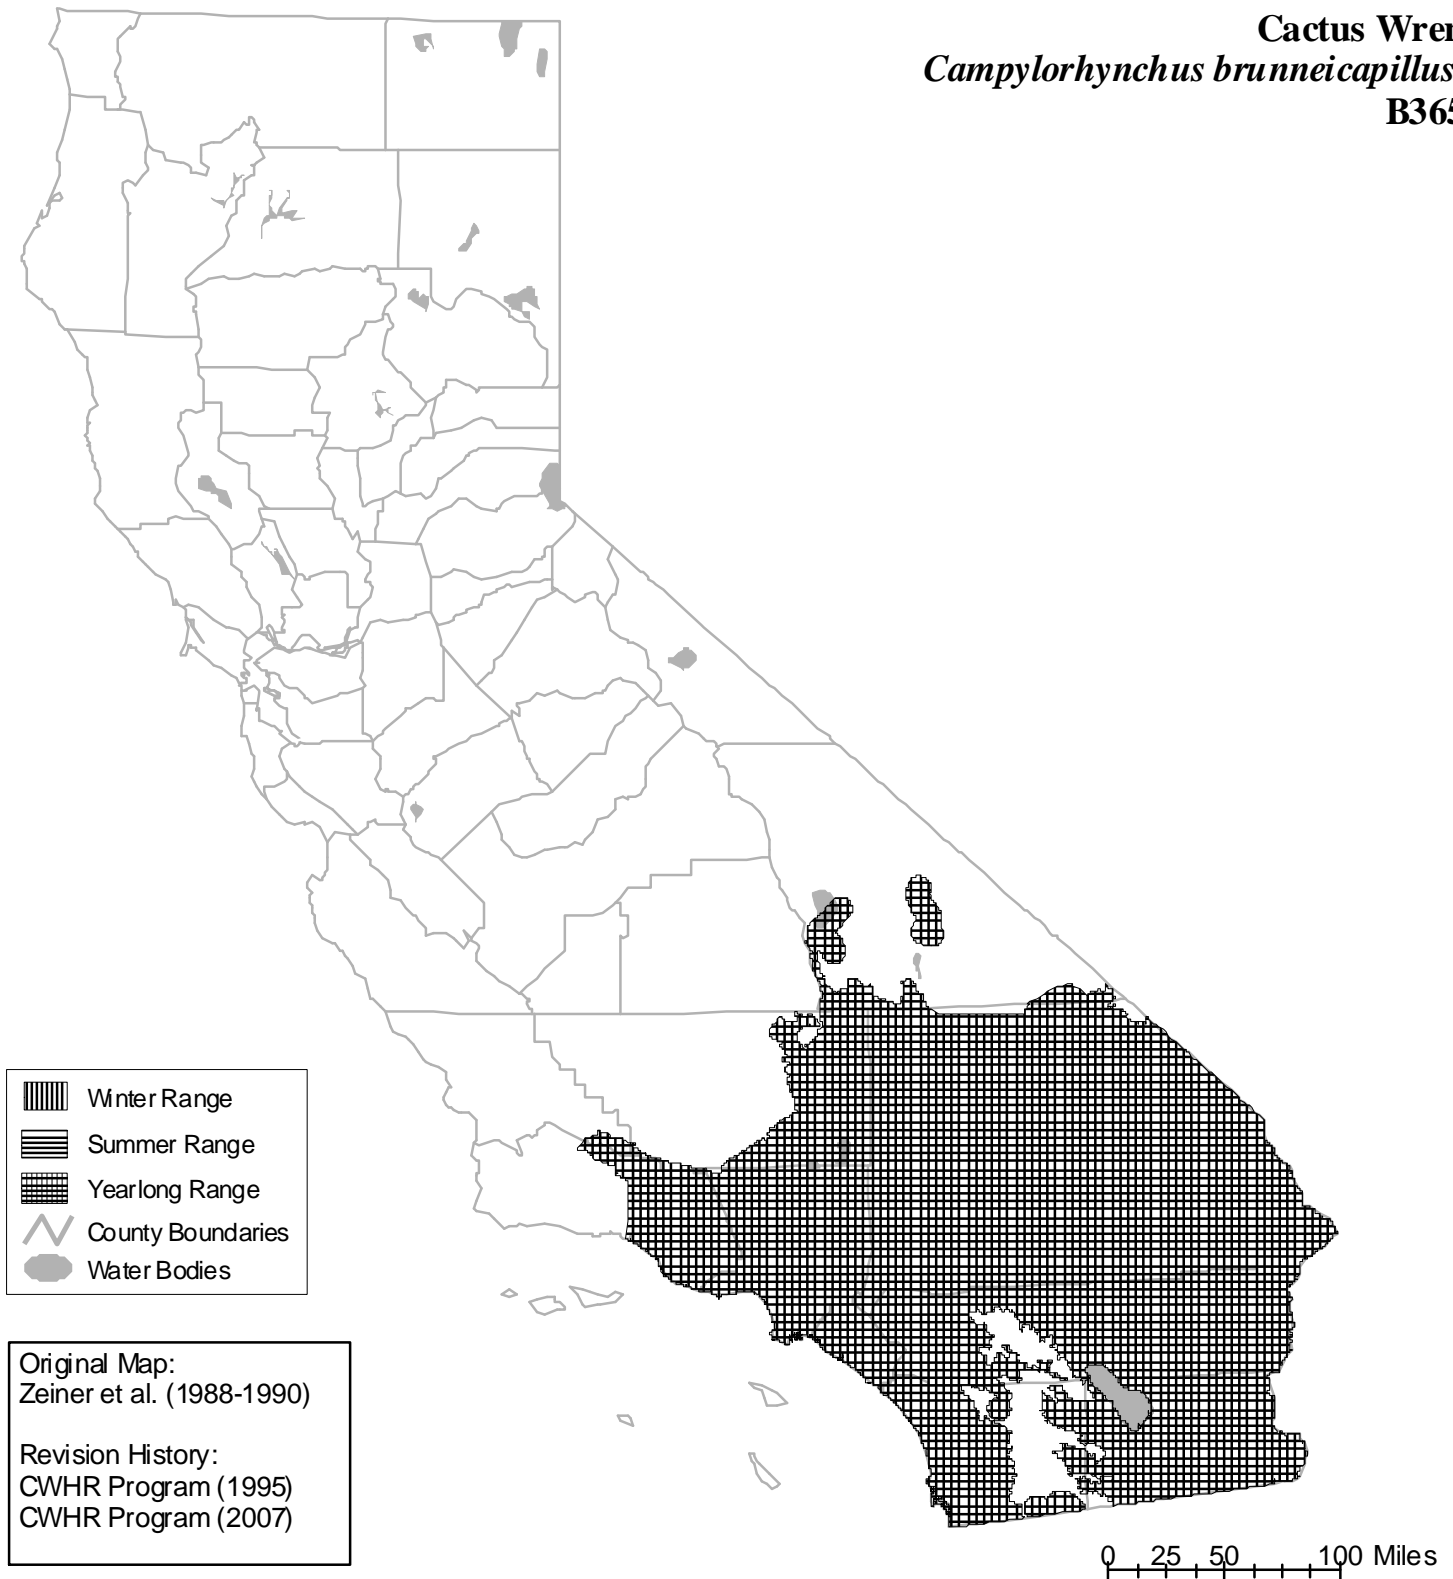 Cactus Wren
Campylorhynchus brunneicapillus
B365
Winter Range
Summer Range
Yearlong Range
County Boundaries
Water Bodies
Original Map:
Zeiner et al. (1988-1990)
Revision History:
CWHR Program (1995)
CWHR Program (2007)
0 25 50 100 Miles